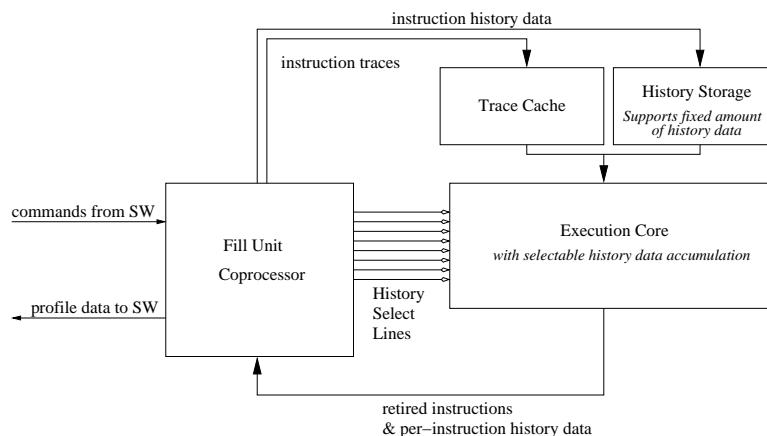 instruction history data
instruction traces
Trace Cache
History Storage
Supports fixed amount
of history data
commands from SW
Fill Unit
Coprocessor
Execution Core
with selectable history data accumulation
profile data to SW
History
Select
Lines
retired instructions
& per−instruction history data